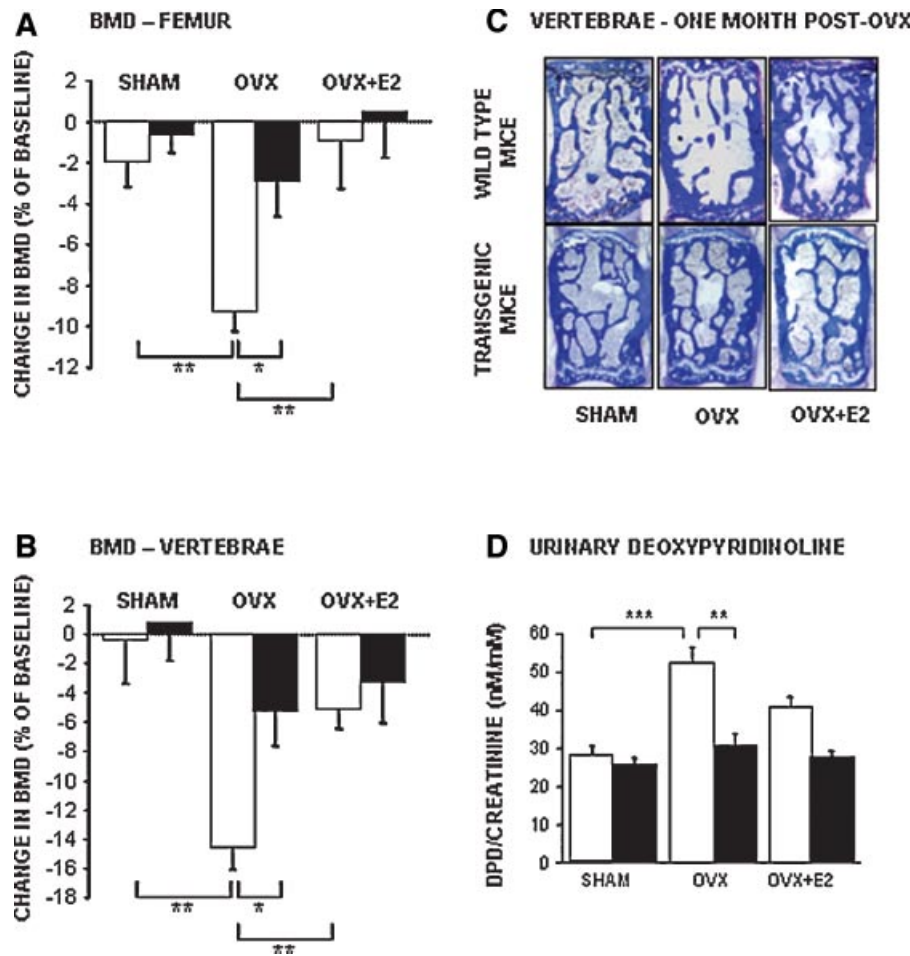 A BMD – FEMUR
CHANGE IN BMD (% OF BASELINE)
2
0
-2
-4
-6
-8
-10
-12
SHAM OVX OVX+E2
** *
**
C VERTEBRAE - ONE MONTH POST-OVX
WILD TYPE
MICE
TRANSGENIC
MICE
SHAM OVX OVX+E2
B BMD – VERTEBRAE
CHANGE IN BMD (% OF BASELINE)
2
0
-2
-4
-6
-8
-10
-12
-14
-16
-18
SHAM OVX OVX+E2
** *
**
D URINARY DEOXYPYRIDINOLINE
DPD/CREATININE (nM/mM)
60
50
40
30
20
10
0
*** **
SHAM OVX OVX+E2